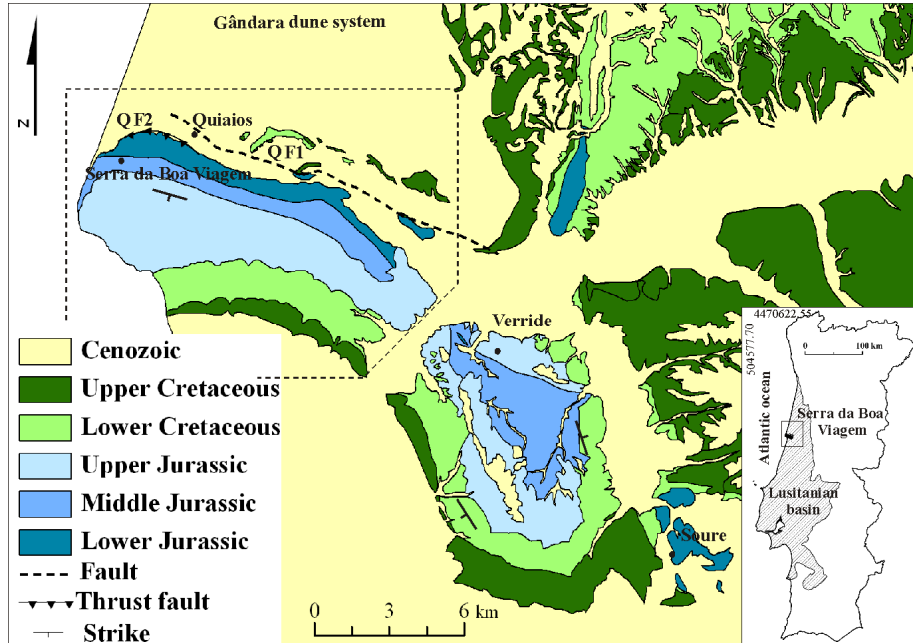 Gândara dune system
N
QF2
Quiaios
QF1
Serra da Boa Viagem
Verride
Soure
Cenozoic
Upper Cretaceous
Lower Cretaceous
Upper Jurassic
Middle Jurassic
Lower Jurassic
Fault
Thrust fault
Strike
0 3 6 km
4470622.55
504577.70
0 100 km
Atlantic ocean
Serra da Boa
Viagem
Lusitanian
basin